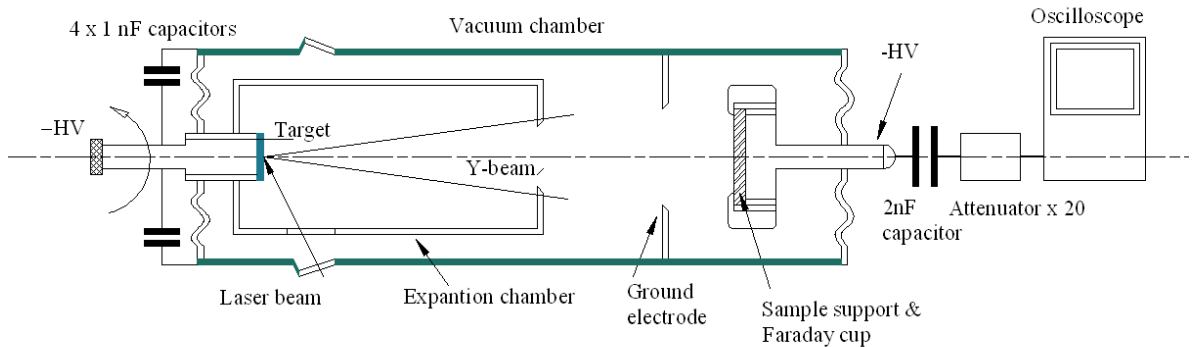 4 x 1 nF capacitors
Vacuum chamber
Oscilloscope
-HV
–HV
Target
Y-beam
2nF
capacitor
Attenuator x 20
Laser beam
Expantion chamber
Ground
electrode
Sample support &
Faraday cup